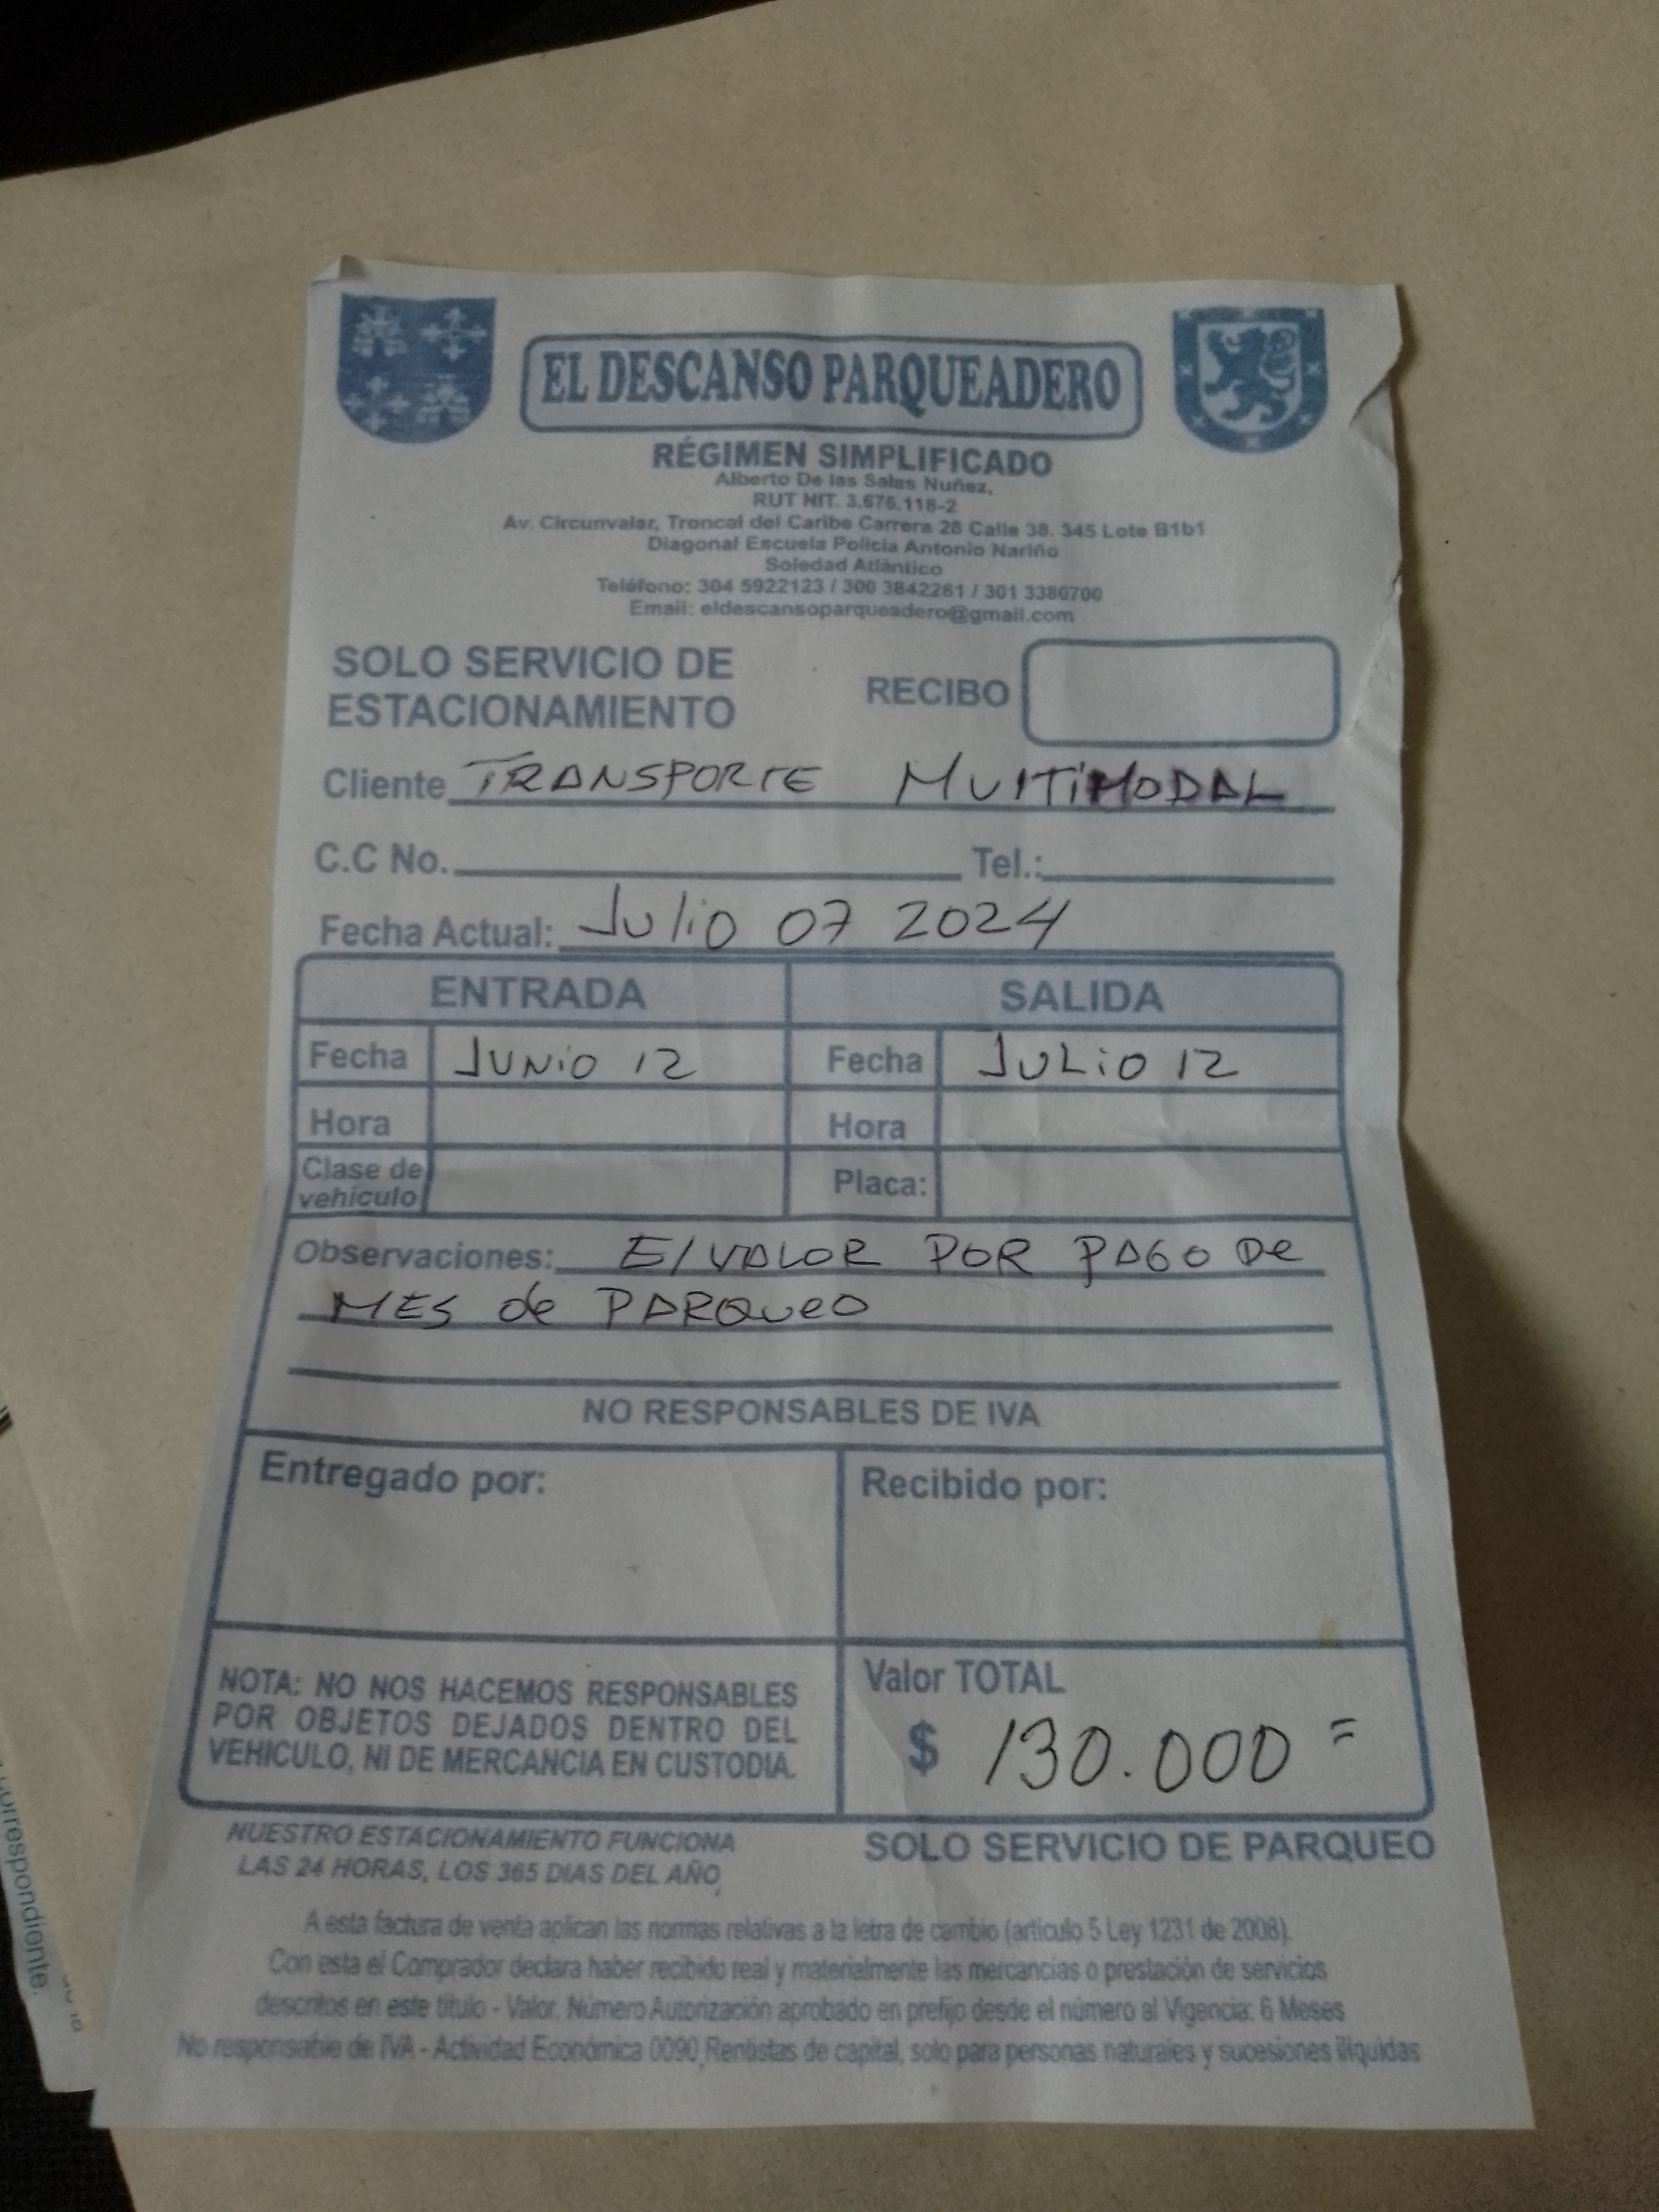 EL DESCANSO PARQUEADERO
RÉGIMEN SIMPLIFICADO
Alberto De las Salas Nuñez,
RUT NIT. 3.676.118-2
Av. Circunvalar, Troncal del Caribe Carrera 28 Calle 38. 345 Lote B1b1
Diagonal Escuela Policia Antonio Nariño
Soledad Atlántico
Teléfono: 304 5922123 / 300 3842261 / 301 3380700
Email: eldescansoparqueadero@gmail.com
SOLO SERVICIO DE
ESTACIONAMIENTO
RECIBO
Cliente TRANSPORTE MULTiMODAL
C.C No. Tel.:
Fecha Actual: Julio 07 2024
ENTRADA SALIDA
Fecha JUNiO 12 Fecha JULiO 12
Hora Hora
Clase de
vehículo
Placa:
Observaciones: El VALOR POR PAGO De
MES de PARQueO
NO RESPONSABLES DE IVA
Entregado por: Recibido por:
NOTA: NO NOS HACEMOS RESPONSABLES
POR OBJETOS DEJADOS DENTRO DEL
VEHICULO, NI DE MERCANCIA EN CUSTODIA.
Valor TOTAL
$ 130.000 =
NUESTRO ESTACIONAMIENTO FUNCIONA
LAS 24 HORAS, LOS 365 DIAS DEL AÑO,
SOLO SERVICIO DE PARQUEO
A esta factura de venta aplican las normas relativas a la letra de cambio (artículo 5 Ley 1231 de 2008).
Con esta el Comprador declara haber recibido real y materialmente las mercancias o prestación de servicios
descritos en este título - Valor. Número Autorización aprobado en prefijo desde el número al Vigencia: 6 Meses
No responsable de IVA - Actividad Económica 0090, Rentistas de capital, solo para personas naturales y sucesiones ilíquidas